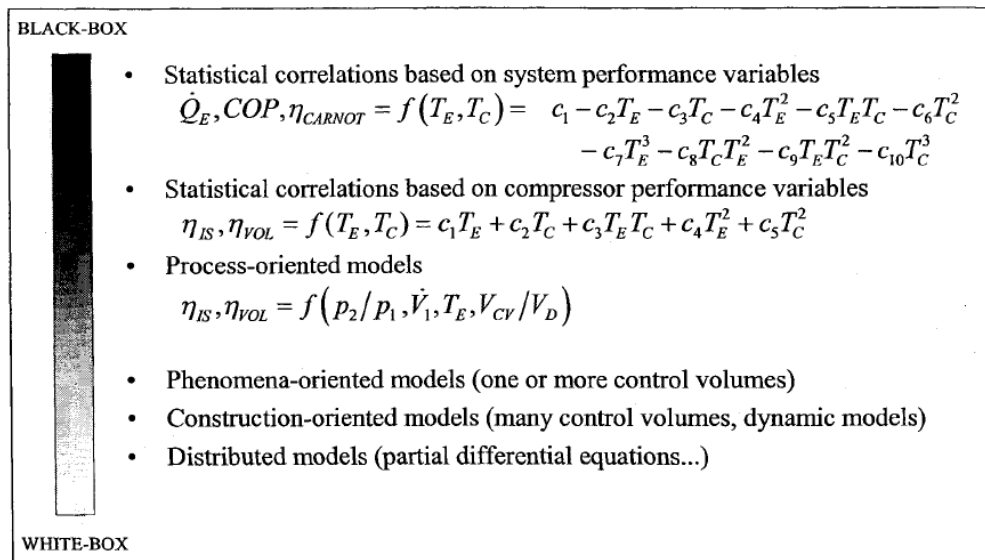 BLACK-BOX
• Statistical correlations based on system performance variables
Q̇_E, COP, η_CARNOT = f(T_E, T_C) = c_1 − c_2T_E − c_3T_C − c_4T_E^2 − c_5T_ET_C − c_6T_C^2
− c_7T_E^3 − c_8T_CT_E^2 − c_9T_ET_C^2 − c_10T_C^3
• Statistical correlations based on compressor performance variables
η_IS, η_VOL = f(T_E, T_C) = c_1T_E + c_2T_C + c_3T_ET_C + c_4T_E^2 + c_5T_C^2
• Process-oriented models
η_IS, η_VOL = f(p_2/p_1, V̇_1, T_E, V_CV/V_D)
• Phenomena-oriented models (one or more control volumes)
• Construction-oriented models (many control volumes, dynamic models)
• Distributed models (partial differential equations...)
WHITE-BOX